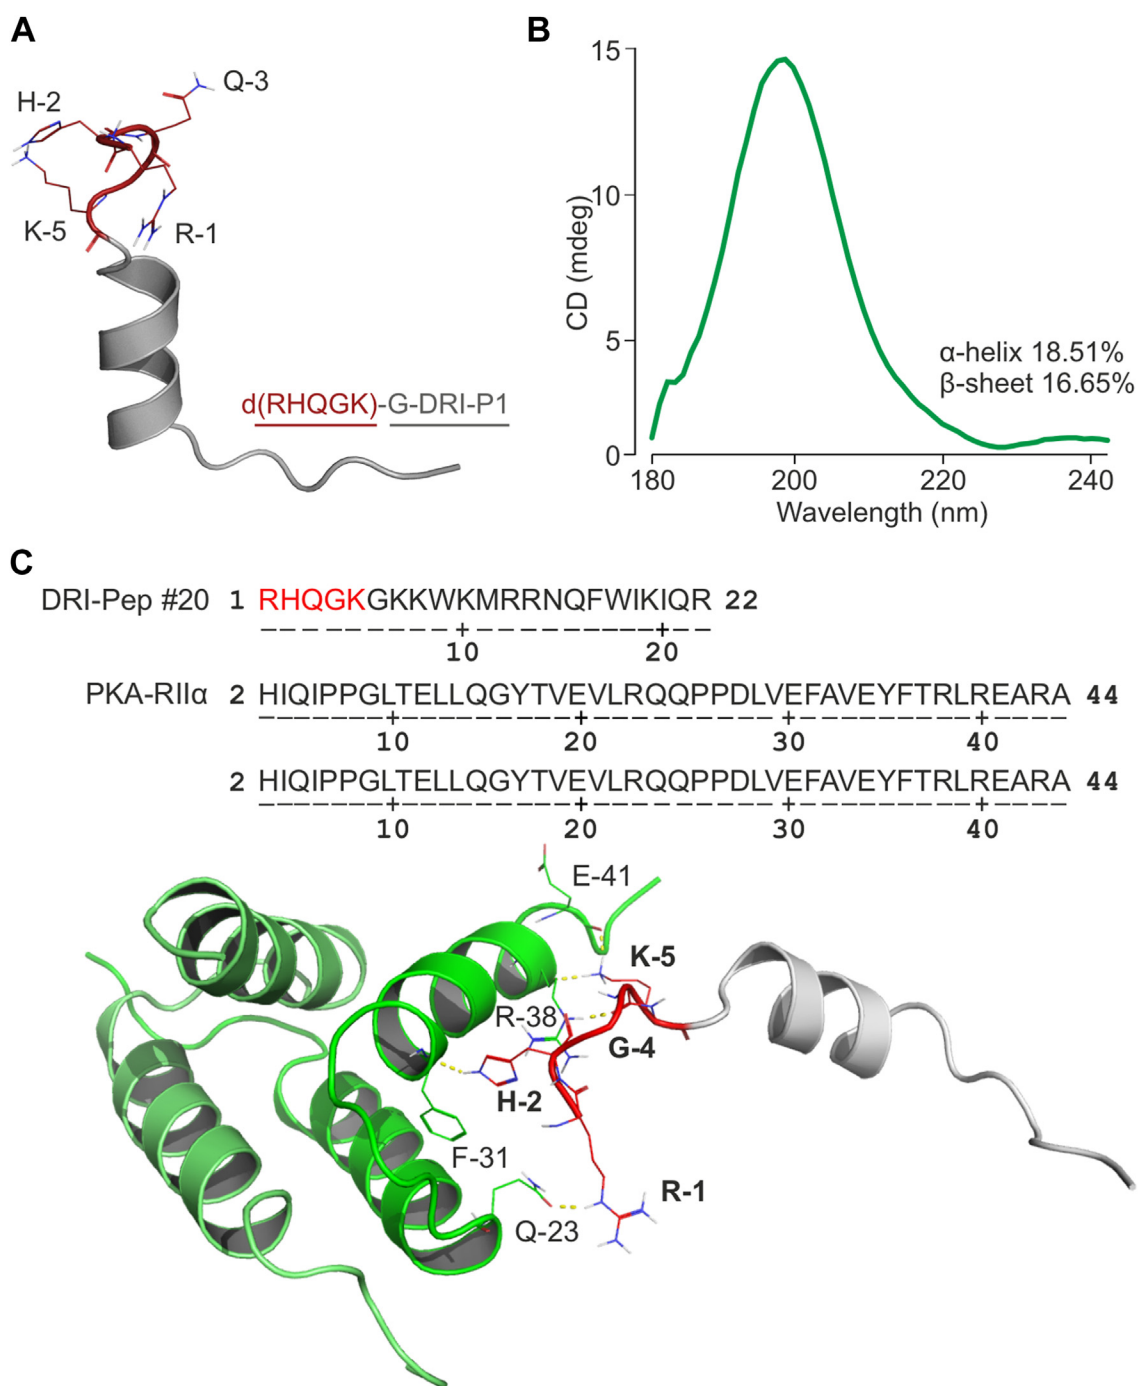 A
H-2
Q-3
K-5
R-1
d(RHQGK)-G-DRI-P1
B
15
10
5
0
CD (mdeg)
α-helix 18.51%
β-sheet 16.65%
180 200 220 240
Wavelength (nm)
C
DRI-Pep #20 1 RHQGKGKKWKMRRNQFWIKIQR 22
10 20
PKA-RIIα 2 HIQIPPGLTELLQGYTVEVLRQQPPDLVEFAVEYFTRLREARA 44
10 20 30 40
2 HIQIPPGLTELLQGYTVEVLRQQPPDLVEFAVEYFTRLREARA 44
10 20 30 40
E-41
K-5
R-38
G-4
H-2
F-31
R-1
Q-23